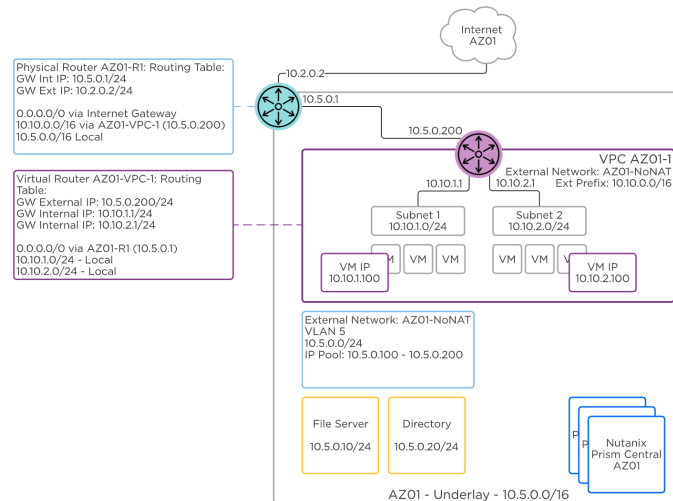 Internet
AZ01
Physical Router AZ01-R1: Routing Table:
GW Int IP: 10.5.0.1/24
GW Ext IP: 10.2.0.2/24
0.0.0.0/0 via Internet Gateway
10.10.0.0/16 via AZ01-VPC-1 (10.5.0.200)
10.5.0.0/16 Local
10.2.0.2
10.5.0.1
10.5.0.200
Virtual Router AZ01-VPC-1: Routing
Table:
GW External IP: 10.5.0.200/24
GW Internal IP: 10.10.1.1/24
GW Internal IP: 10.10.2.1/24
0.0.0.0/0 via AZ01-R1 (10.5.0.1)
10.10.1.0/24 - Local
10.10.2.0/24 - Local
VPC AZ01-1
External Network: AZ01-NoNAT
Ext Prefix: 10.10.0.0/16
10.10.1.1
10.10.2.1
Subnet 1
10.10.1.0/24
Subnet 2
10.10.2.0/24
M
VM
VM
VM
VM
V
VM IP
10.10.1.100
VM IP
10.10.2.100
External Network: AZ01-NoNAT
VLAN 5
10.5.0.0/24
IP Pool: 10.5.0.100 - 10.5.0.200
File Server
10.5.0.10/24
Directory
10.5.0.20/24
P
P
P
Nutanix
Prism Central
AZ01
AZ01 - Underlay - 10.5.0.0/16